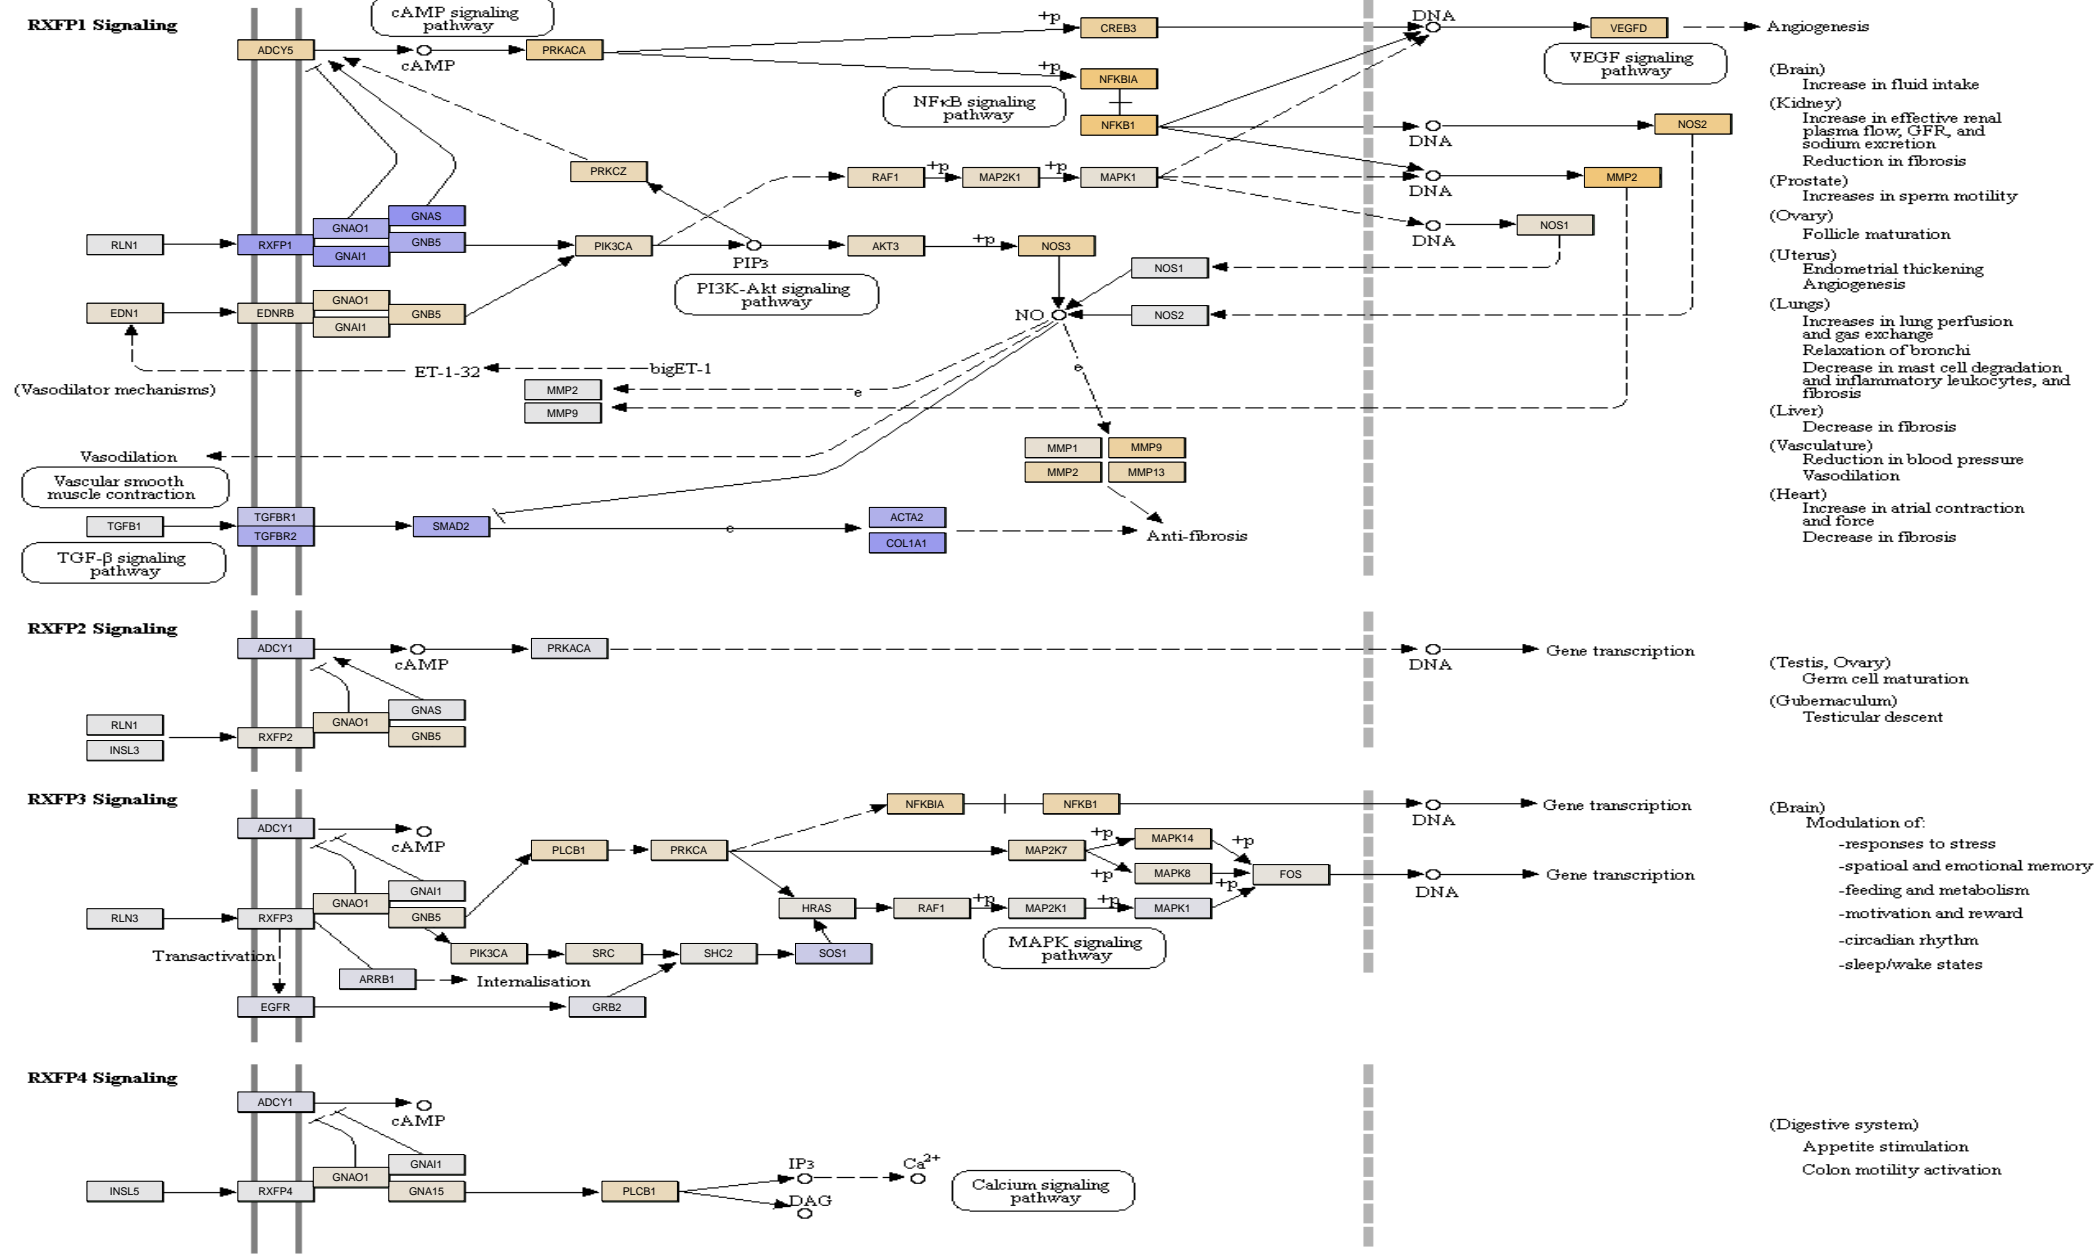 RXFP1 Signaling
cAMP signaling
pathway
ADCY5
cAMP
PRKACA
+p
CREB3
DNA
VEGFD
Angiogenesis
VEGF signaling
pathway
+p
NFKBIA
NFκB signaling
pathway
NFKB1
DNA
NOS2
PRKCZ
RAF1
+p
MAP2K1
+p
MAPK1
DNA
MMP2
RLN1
RXFP1
GNAO1
GNAI1
GNAS
GNB5
PIK3CA
PIP3
AKT3
+p
NOS3
DNA
NOS1
NOS1
PI3K-Akt signaling
pathway
EDN1
EDNRB
GNAO1
GNAI1
GNB5
NO
NOS2
ET-1-32
bigET-1
(Vasodilator mechanisms)
MMP2
MMP9
e
e
MMP1
MMP9
MMP2
MMP13
Vasodilation
Vascular smooth
muscle contraction
TGFB1
TGFBR1
TGFBR2
SMAD2
e
ACTA2
COL1A1
Anti-fibrosis
TGF-β signaling
pathway
(Brain)
Increase in fluid intake
(Kidney)
Increase in effective renal
plasma flow, GFR, and
sodium excretion
Reduction in fibrosis
(Prostate)
Increases in sperm motility
(Ovary)
Follicle maturation
(Uterus)
Endometrial thickening
Angiogenesis
(Lungs)
Increases in lung perfusion
and gas exchange
Relaxation of bronchi
Decrease in mast cell degradation
and inflammatory leukocytes, and
fibrosis
(Liver)
Decrease in fibrosis
(Vasculature)
Reduction in blood pressure
Vasodilation
(Heart)
Increase in atrial contraction
and force
Decrease in fibrosis
RXFP2 Signaling
ADCY1
cAMP
PRKACA
DNA
Gene transcription
RLN1
INSL3
RXFP2
GNAO1
GNAS
GNB5
(Testis, Ovary)
Germ cell maturation
(Gubernaculum)
Testicular descent
RXFP3 Signaling
ADCY1
cAMP
NFKBIA
NFKB1
DNA
Gene transcription
PLCB1
PRKCA
MAP2K7
+p
+p
MAPK14
MAPK8
+p
+p
FOS
DNA
Gene transcription
RLN3
RXFP3
GNAO1
GNAI1
GNB5
HRAS
RAF1
+p
MAP2K1
+p
MAPK1
PIK3CA
SRC
SHC2
SOS1
MAPK signaling
pathway
Transactivation
ARRB1
Internalisation
EGFR
GRB2
(Brain)
Modulation of:
-responses to stress
-spatial and emotional memory
-feeding and metabolism
-motivation and reward
-circadian rhythm
-sleep/wake states
RXFP4 Signaling
ADCY1
cAMP
INSL5
RXFP4
GNAO1
GNAI1
GNA15
PLCB1
IP3
Ca2+
DAG
Calcium signaling
pathway
(Digestive system)
Appetite stimulation
Colon motility activation